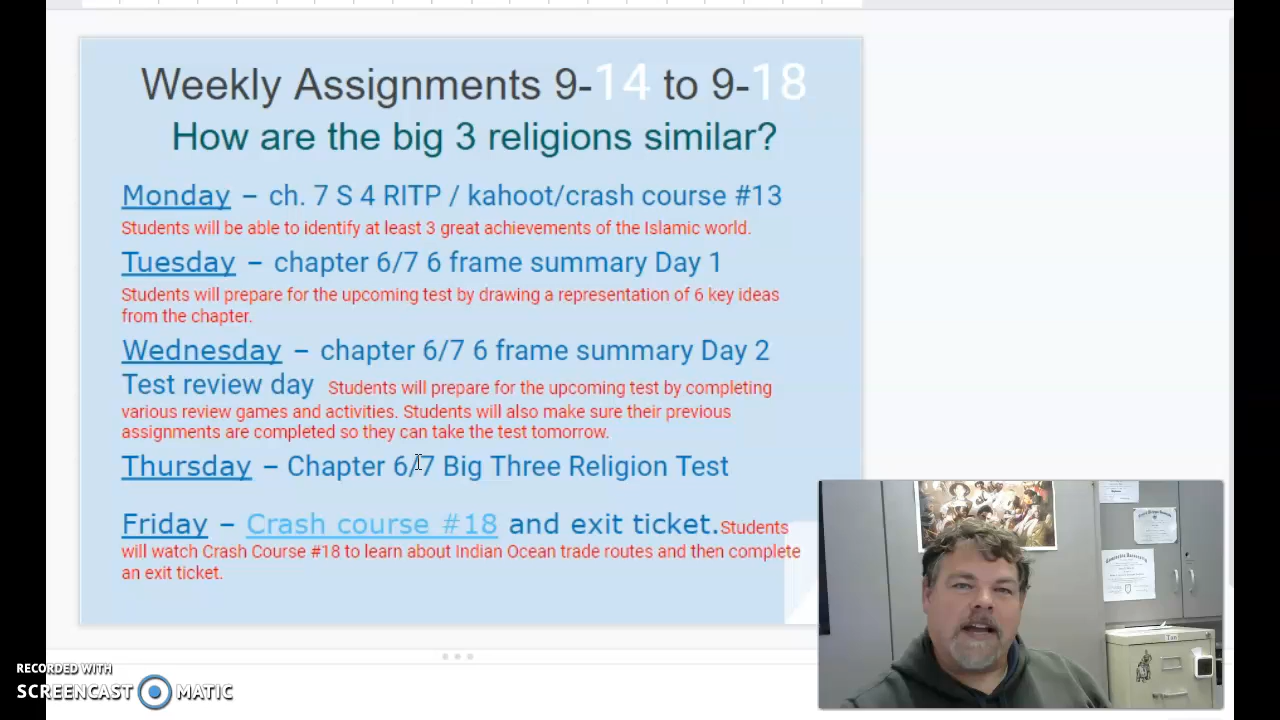 Weekly Assignments 9-14 to 9-18
How are the big 3 religions similar?
Monday – ch. 7 S 4 RITP / kahoot/crash course #13
Students will be able to identify at least 3 great achievements of the Islamic world.
Tuesday – chapter 6/7 6 frame summary Day 1
Students will prepare for the upcoming test by drawing a representation of 6 key ideas
from the chapter.
Wednesday – chapter 6/7 6 frame summary Day 2
Test review day Students will prepare for the upcoming test by completing
various review games and activities. Students will also make sure their previous
assignments are completed so they can take the test tomorrow.
Thursday – Chapter 6/7 Big Three Religion Test
Friday – Crash course #18 and exit ticket.Students
will watch Crash Course #18 to learn about Indian Ocean trade routes and then complete
an exit ticket.
RECORDED WITH
SCREENCAST MATIC